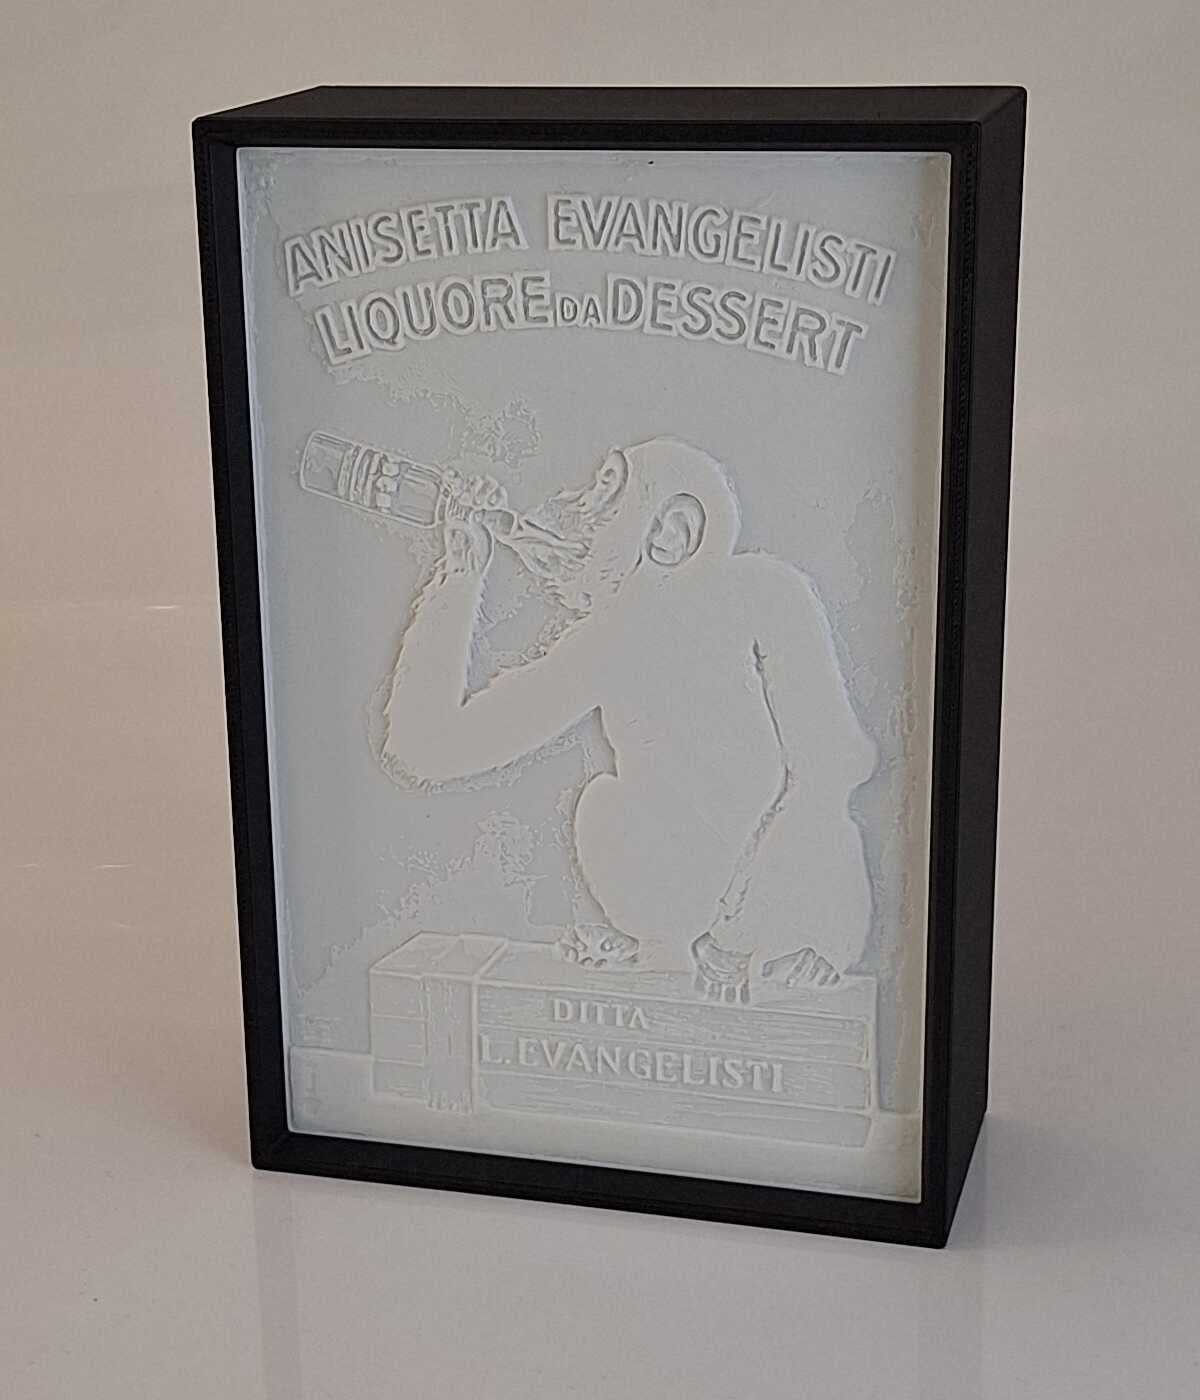 ANISETTA EVANGELISTI
LIQUORE DA DESSERT
DITTA
L. EVANGELISTI